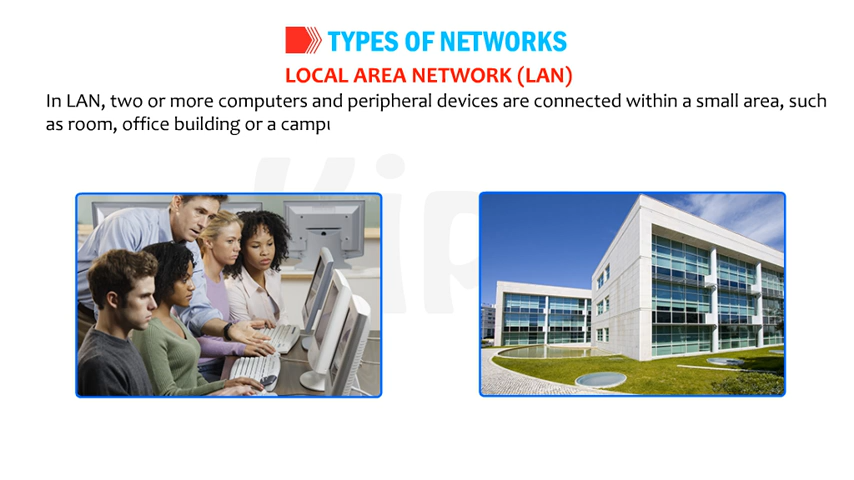 TYPES OF NETWORKS
LOCAL AREA NETWORK (LAN)
In LAN, two or more computers and peripheral devices are connected within a small area, such
as room, office building or a